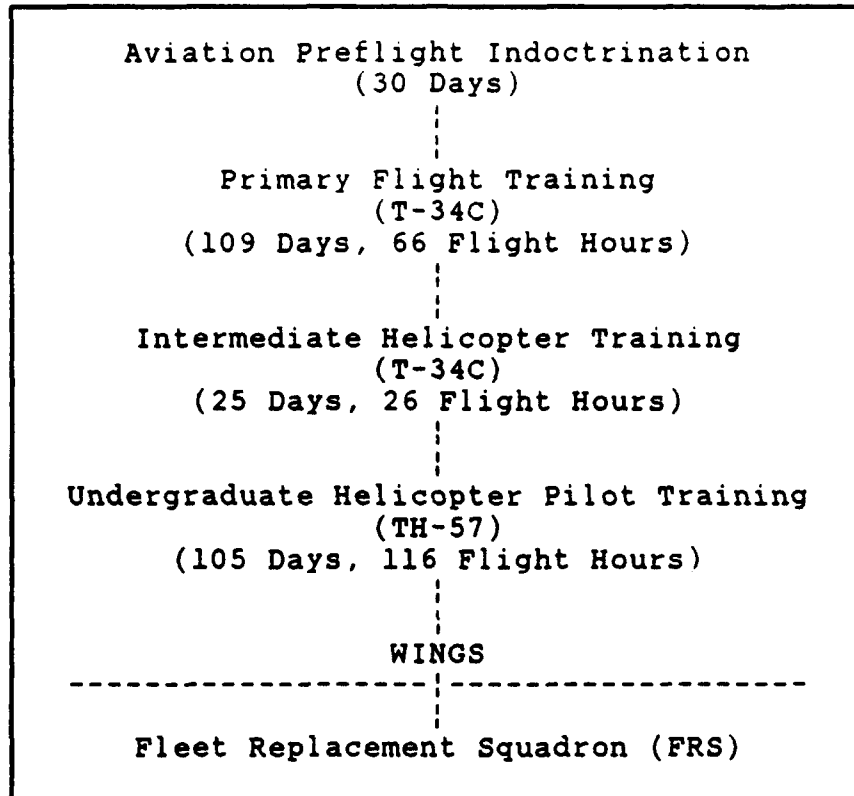 Aviation Preflight Indoctrination
(30 Days)
Primary Flight Training
(T-34C)
(109 Days, 66 Flight Hours)
Intermediate Helicopter Training
(T-34C)
(25 Days, 26 Flight Hours)
Undergraduate Helicopter Pilot Training
(TH-57)
(105 Days, 116 Flight Hours)
WINGS
Fleet Replacement Squadron (FRS)